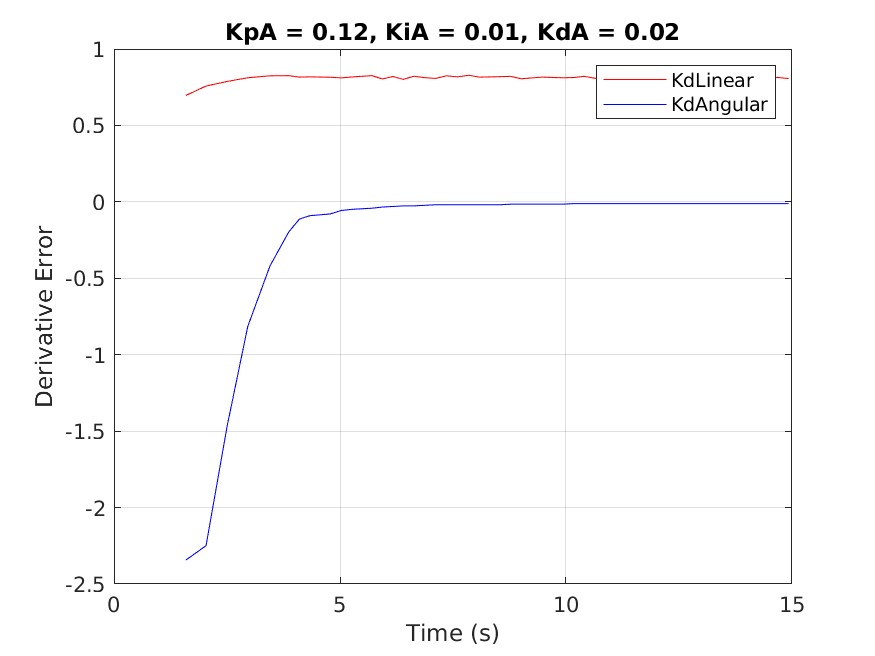 KpA = 0.12, KiA = 0.01, KdA = 0.02
1
0.5
0
-0.5
-1
-1.5
-2
-2.5
Derivative Error
KdLinear
KdAngular
0 5 10 15
Time (s)